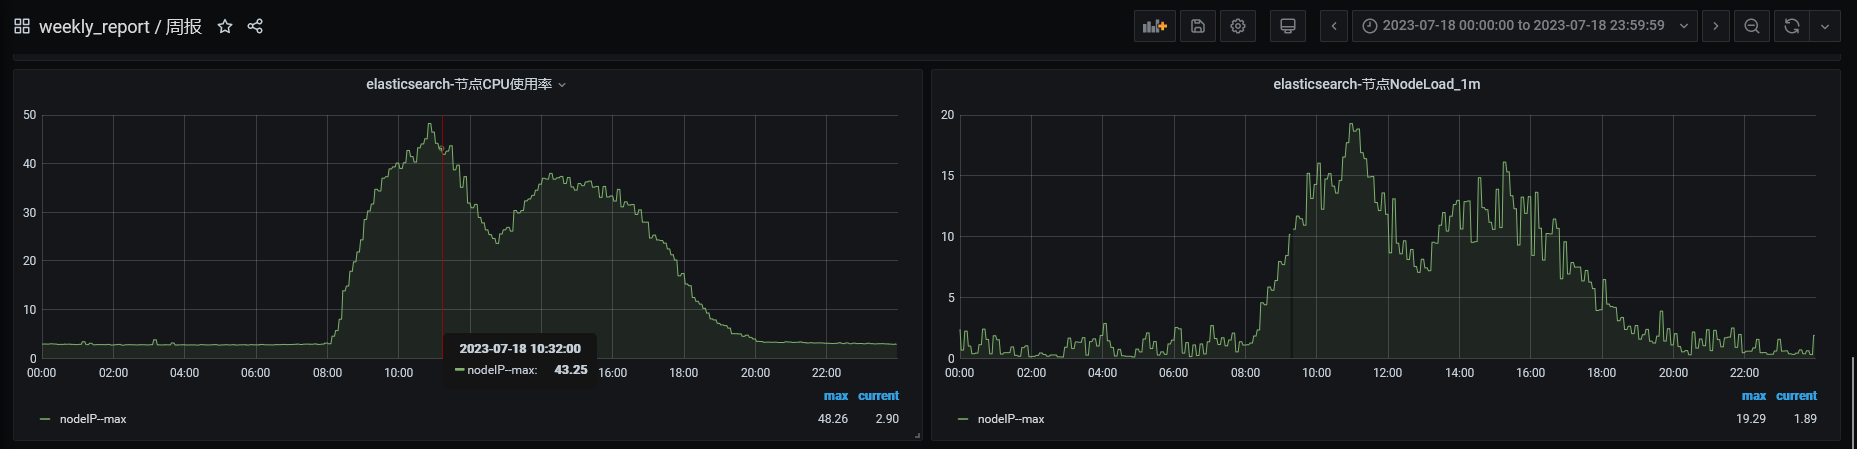 weekly_report / 周报
2023-07-18 00:00:00 to 2023-07-18 23:59:59
elasticsearch-节点CPU使用率
50
40
30
20
10
0
00:00 02:00 04:00 06:00 08:00 10:00 16:00 18:00 20:00 22:00
2023-07-18 10:32:00
nodeIP--max: 43.25
max current
nodeIP--max 48.26 2.90
elasticsearch-节点NodeLoad_1m
20
15
10
5
0
00:00 02:00 04:00 06:00 08:00 10:00 12:00 14:00 16:00 18:00 20:00 22:00
max current
nodeIP--max 19.29 1.89